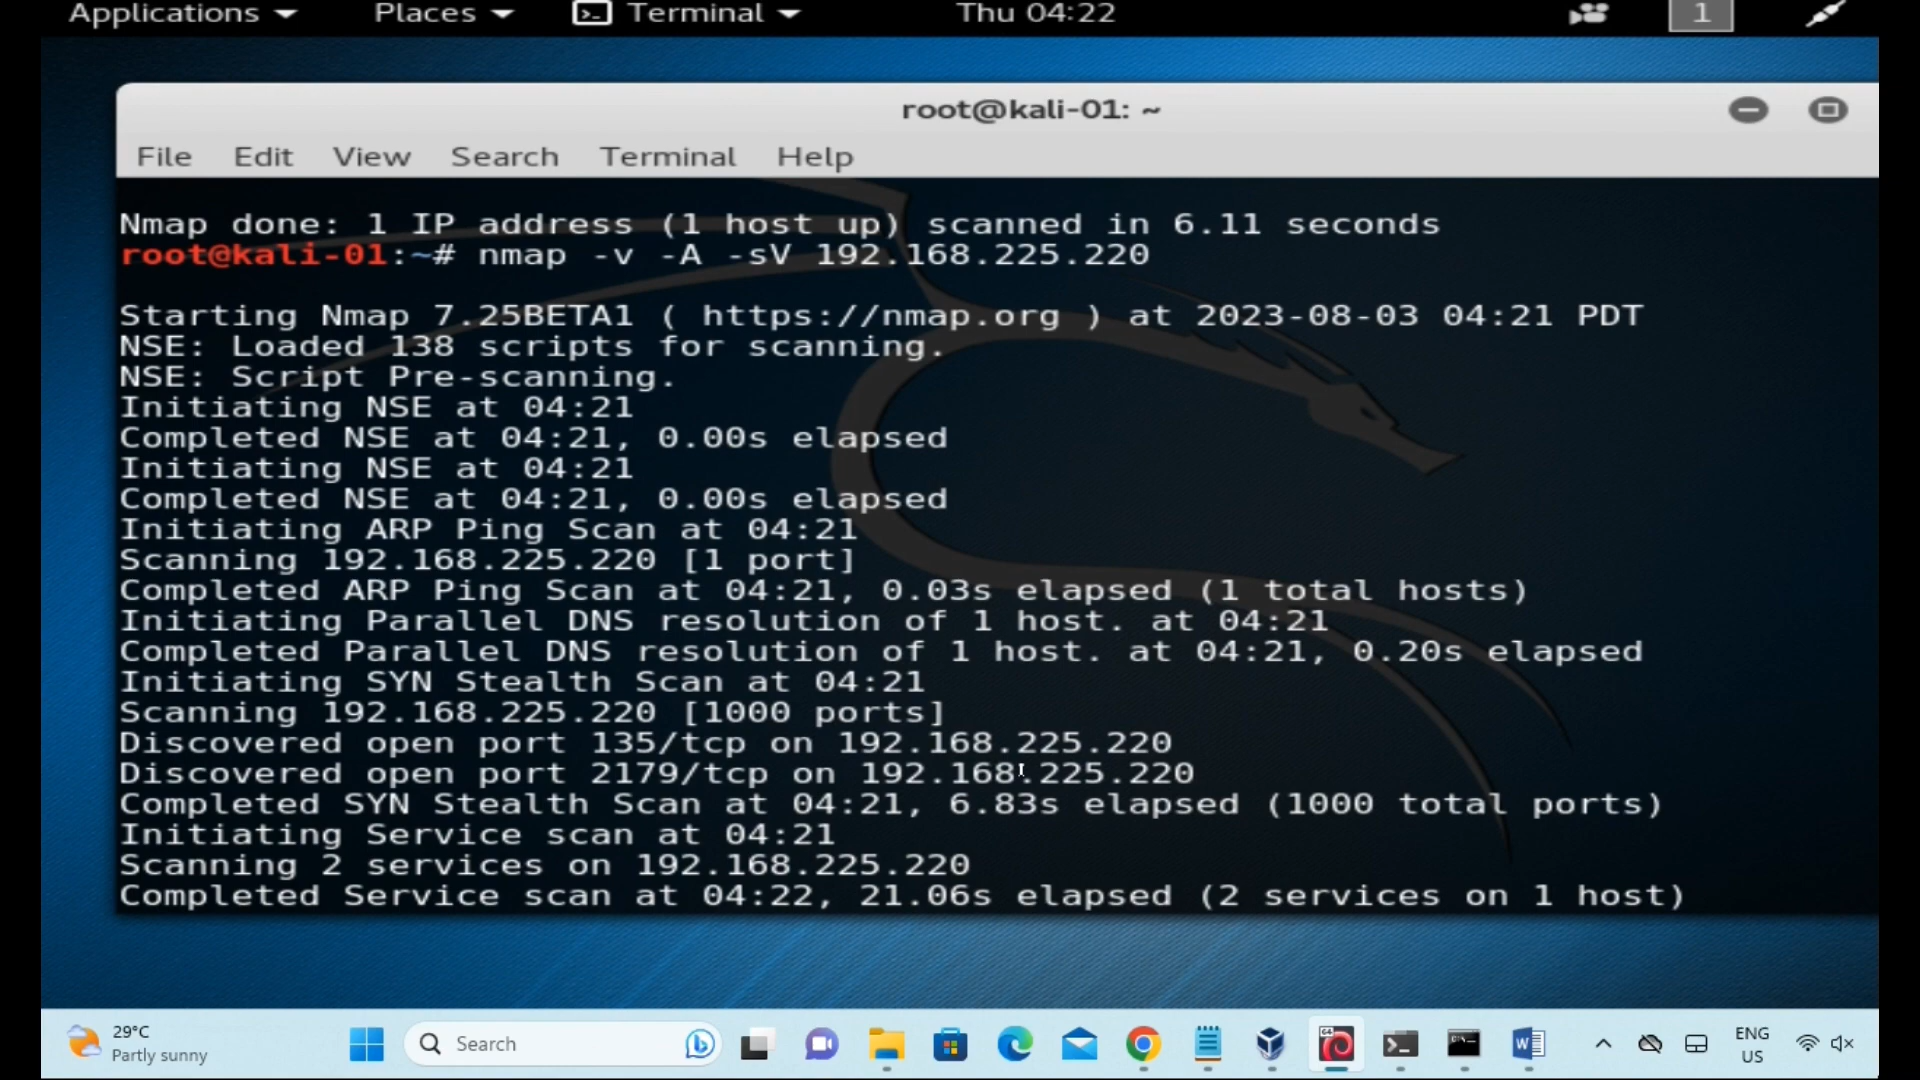 Applications Places Terminal Thu 04:22 1
root@kali-01: ~
File Edit View Search Terminal Help
Nmap done: 1 IP address (1 host up) scanned in 6.11 seconds
root@kali-01:~# nmap -v -A -sV 192.168.225.220
Starting Nmap 7.25BETA1 ( https://nmap.org ) at 2023-08-03 04:21 PDT
NSE: Loaded 138 scripts for scanning.
NSE: Script Pre-scanning.
Initiating NSE at 04:21
Completed NSE at 04:21, 0.00s elapsed
Initiating NSE at 04:21
Completed NSE at 04:21, 0.00s elapsed
Initiating ARP Ping Scan at 04:21
Scanning 192.168.225.220 [1 port]
Completed ARP Ping Scan at 04:21, 0.03s elapsed (1 total hosts)
Initiating Parallel DNS resolution of 1 host. at 04:21
Completed Parallel DNS resolution of 1 host. at 04:21, 0.20s elapsed
Initiating SYN Stealth Scan at 04:21
Scanning 192.168.225.220 [1000 ports]
Discovered open port 135/tcp on 192.168.225.220
Discovered open port 2179/tcp on 192.168.225.220
Completed SYN Stealth Scan at 04:21, 6.83s elapsed (1000 total ports)
Initiating Service scan at 04:21
Scanning 2 services on 192.168.225.220
Completed Service scan at 04:22, 21.06s elapsed (2 services on 1 host)
29°C
Partly sunny
Search
64
W
ENG
US